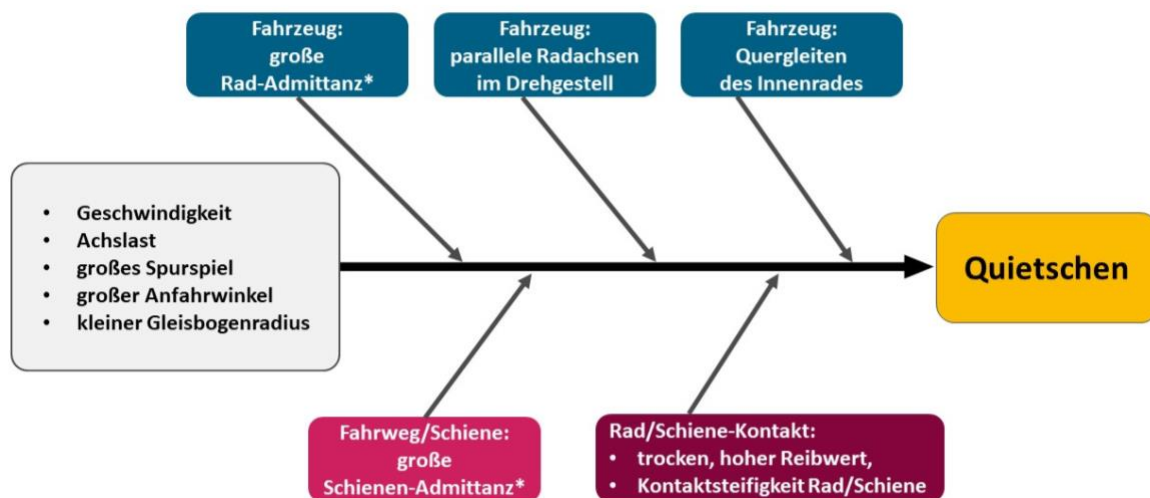 Fahrzeug:
große
Rad-Admittanz*
Fahrzeug:
parallele Radachsen
im Drehgestell
Fahrzeug:
Quergleiten
des Innenrades
• Geschwindigkeit
• Achslast
• großes Spurspiel
• großer Anfahrwinkel
• kleiner Gleisbogenradius
Quietschen
Fahrweg/Schiene:
große
Schienen-Admittanz*
Rad/Schiene-Kontakt:
• trocken, hoher Reibwert,
• Kontaktsteifigkeit Rad/Schiene